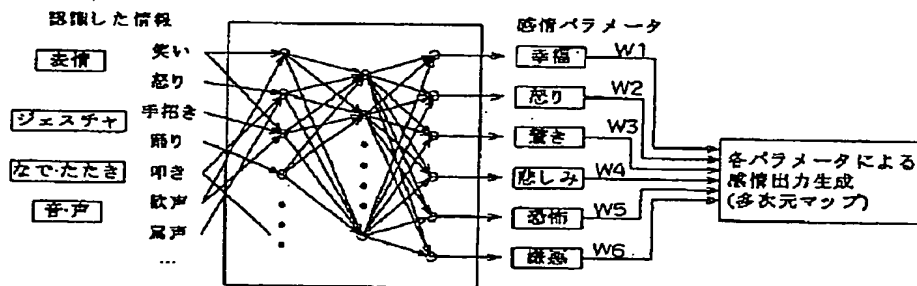 認識した情報
感情パラメータ
表情
ジェスチャ
なで・たたき
音・声
笑い
怒り
手招き
踊り
叩き
歓声
罵声
…
幸福
怒り
驚き
悲しみ
恐怖
嫌悪
W1
W2
W3
W4
W5
W6
各パラメータによる
感情出力生成
(多次元マップ)